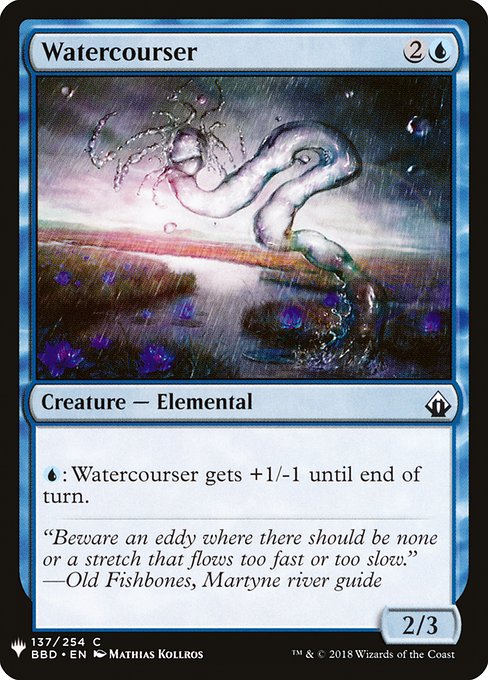 Watercourser 2
Creature — Elemental
: Watercourser gets +1/-1 until end of
turn.
“Beware an eddy where there should be none
or a stretch that flows too fast or too slow.”
—Old Fishbones, Martyne river guide
2/3
137/254 C
BBD • EN Mathias Kollros
™ & © 2018 Wizards of the Coast